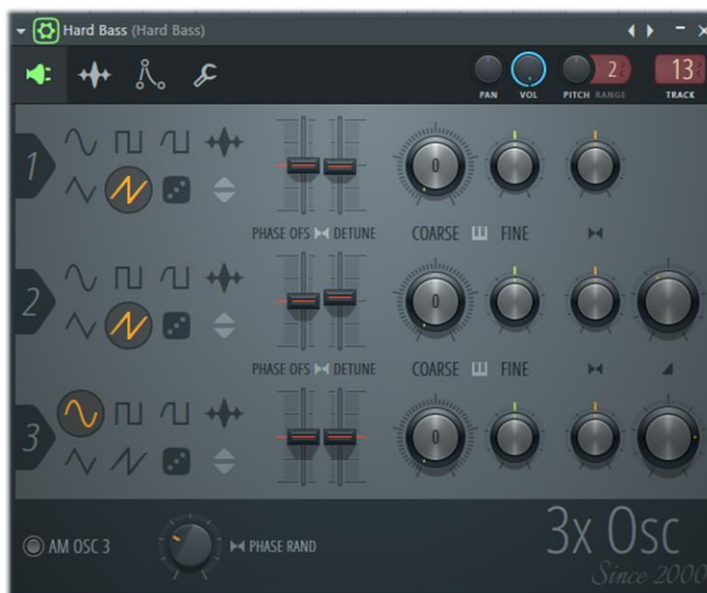 Hard Bass (Hard Bass)
2 13
PAN VOL PITCH RANGE TRACK
1
0
PHASE OFS DETUNE COARSE FINE
2
0
PHASE OFS DETUNE COARSE FINE
3
0
AM OSC 3 PHASE RAND
3x Osc
Since 2000